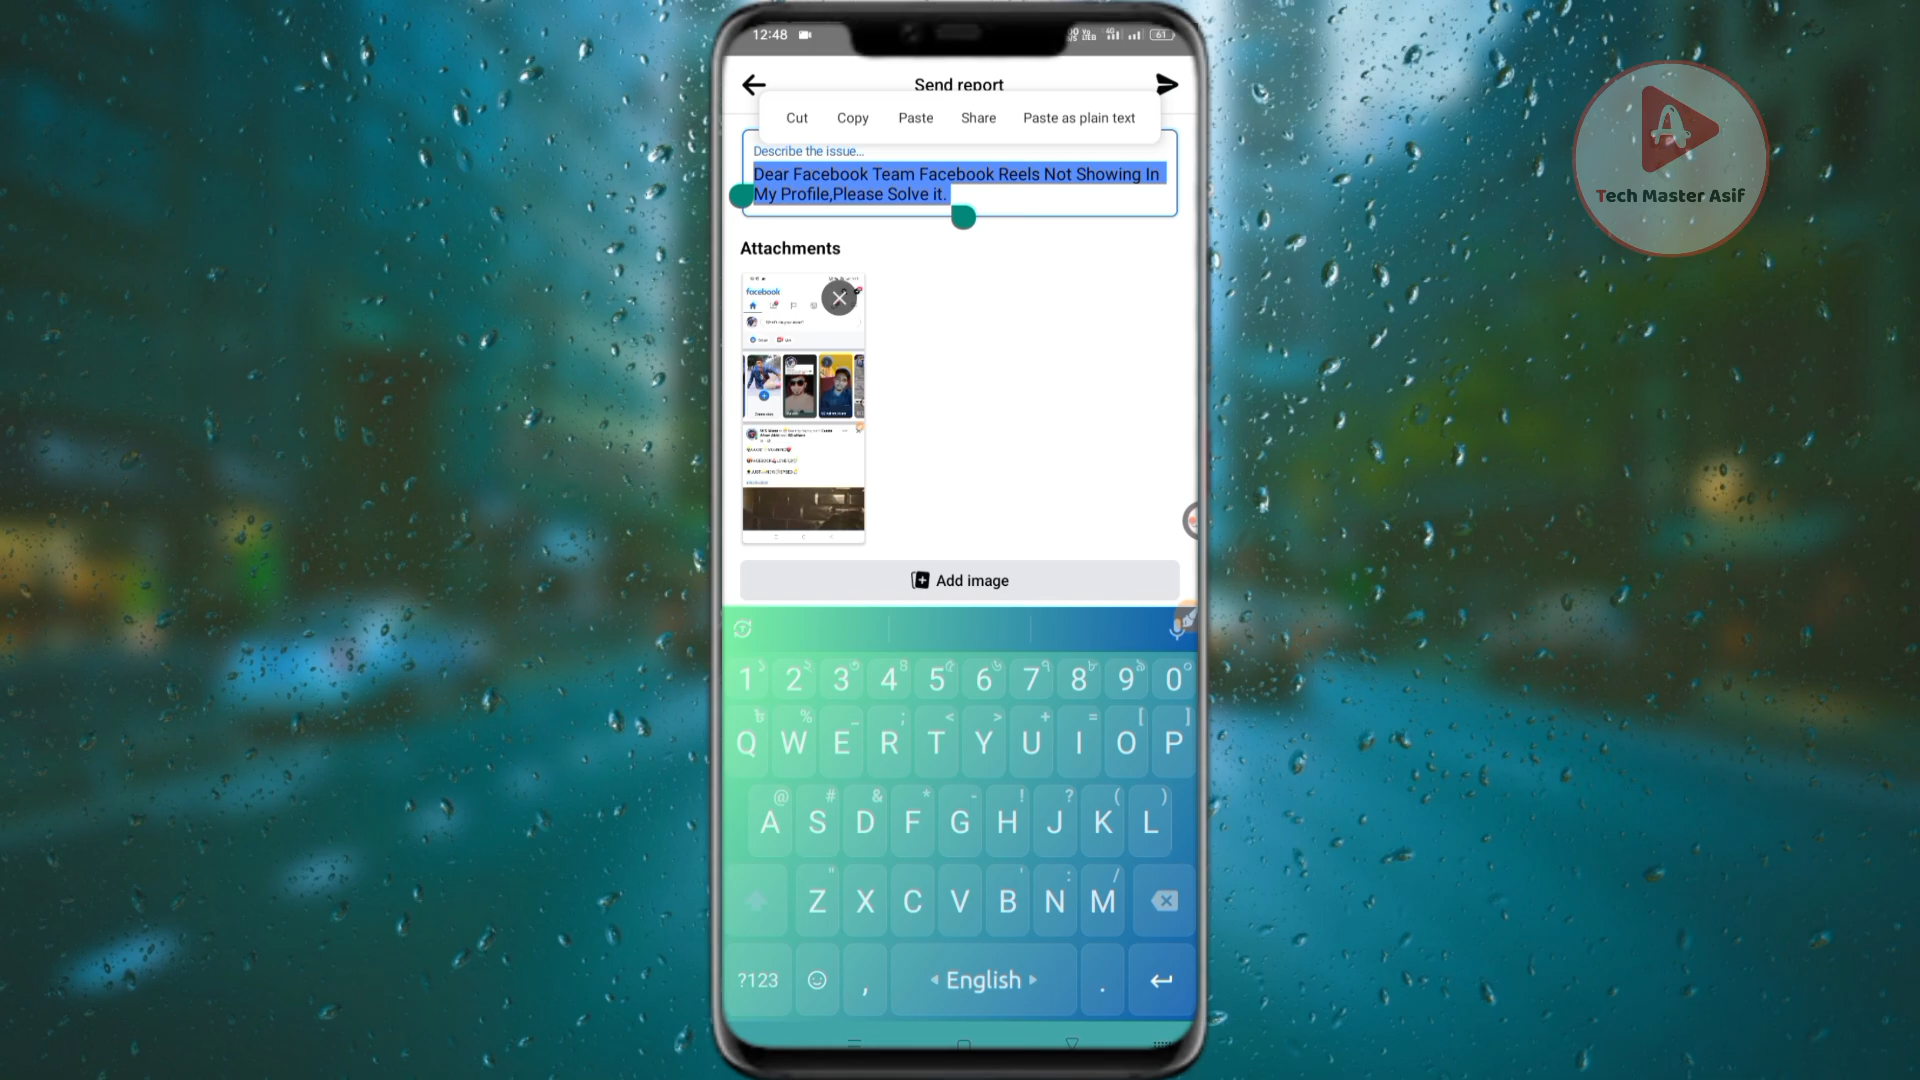 12:48
61
Send report
Cut Copy Paste Share Paste as plain text
Describe the issue...
Dear Facebook Team Facebook Reels Not Showing In
My Profile,Please Solve it.
Attachments
facebook
Add image
1 2 3 4 5 6 7 8 9 0
Q W E R T Y U I O P
A S D F G H J K L
Z X C V B N M
?123 , English .
A
Tech Master Asif